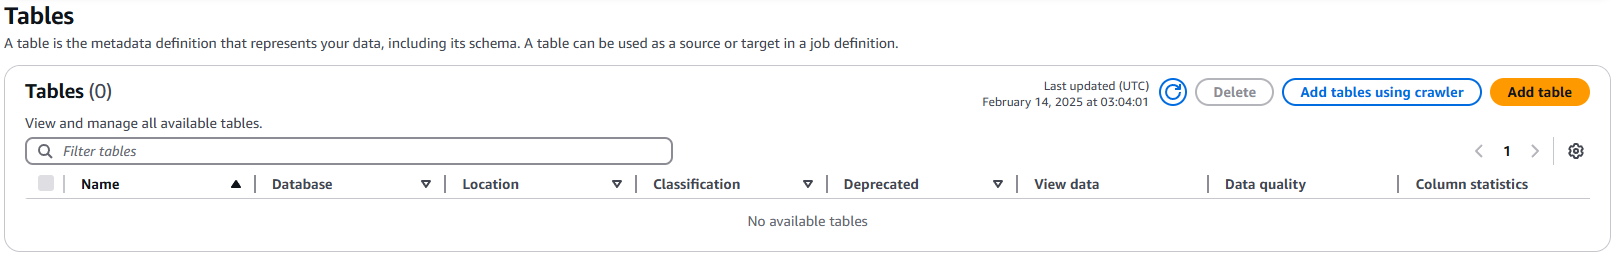 Tables
A table is the metadata definition that represents your data, including its schema. A table can be used as a source or target in a job definition.
Tables (0)
Last updated (UTC)
February 14, 2025 at 03:04:01
Delete
Add tables using crawler
Add table
View and manage all available tables.
Filter tables
1
Name
Database
Location
Classification
Deprecated
View data
Data quality
Column statistics
No available tables